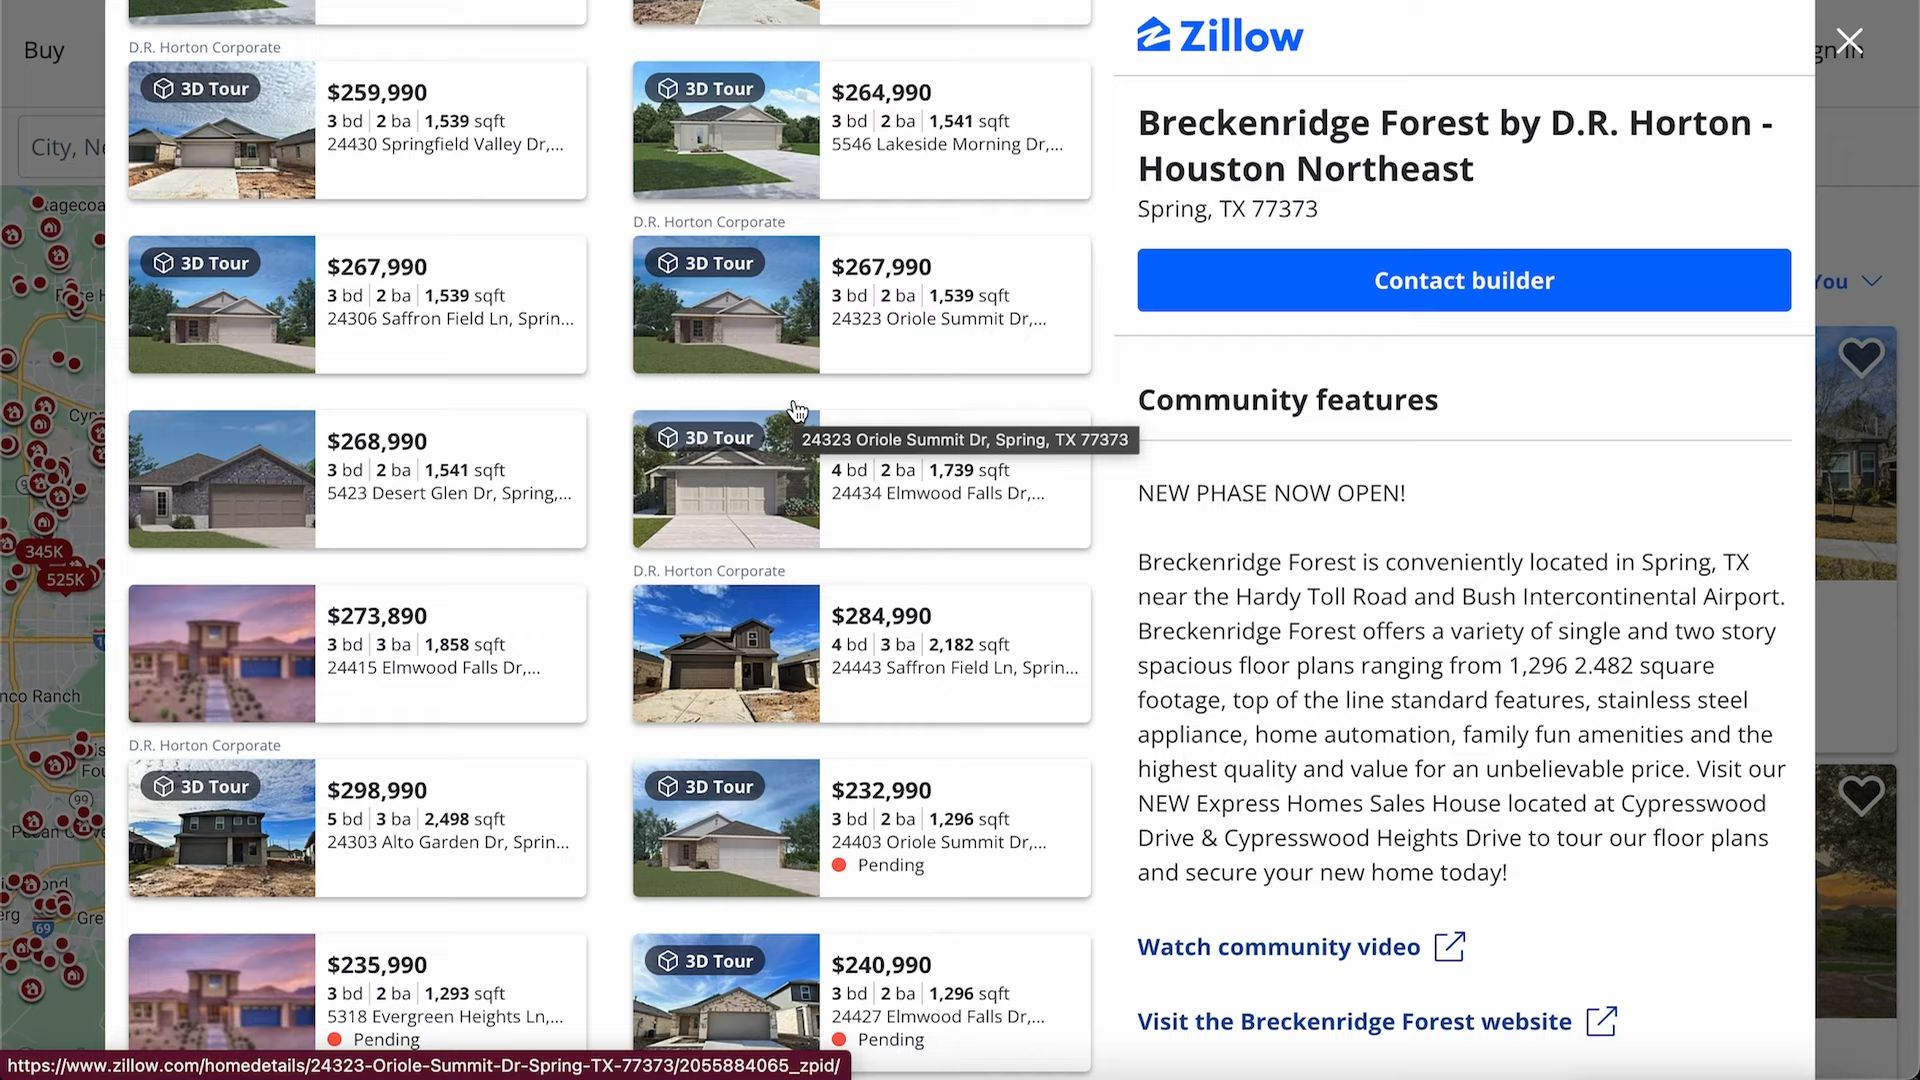 Buy
City, Ne
agecoa
Cypr
345K
525K
nco Ranch
99
69
Gre
D.R. Horton Corporate
3D Tour
$259,990
3 bd 2 ba 1,539 sqft
24430 Springfield Valley Dr,...
3D Tour
$264,990
3 bd 2 ba 1,541 sqft
5546 Lakeside Morning Dr,...
3D Tour
$267,990
3 bd 2 ba 1,539 sqft
24306 Saffron Field Ln, Sprin...
D.R. Horton Corporate
3D Tour
$267,990
3 bd 2 ba 1,539 sqft
24323 Oriole Summit Dr,...
$268,990
3 bd 2 ba 1,541 sqft
5423 Desert Glen Dr, Spring,...
3D Tour
24323 Oriole Summit Dr, Spring, TX 77373
4 bd 2 ba 1,739 sqft
24434 Elmwood Falls Dr,...
$273,890
3 bd 3 ba 1,858 sqft
24415 Elmwood Falls Dr,...
D.R. Horton Corporate
$284,990
4 bd 3 ba 2,182 sqft
24443 Saffron Field Ln, Sprin...
D.R. Horton Corporate
3D Tour
$298,990
5 bd 3 ba 2,498 sqft
24303 Alto Garden Dr, Sprin...
3D Tour
$232,990
3 bd 2 ba 1,296 sqft
24403 Oriole Summit Dr,...
Pending
$235,990
3 bd 2 ba 1,293 sqft
5318 Evergreen Heights Ln,...
Pending
3D Tour
$240,990
3 bd 2 ba 1,296 sqft
24427 Elmwood Falls Dr,...
Pending
https://www.zillow.com/homedetails/24323-Oriole-Summit-Dr-Spring-TX-77373/2055884065_zpid/
Zillow
gn In
Breckenridge Forest by D.R. Horton -
Houston Northeast
Spring, TX 77373
Contact builder
You
Community features
NEW PHASE NOW OPEN!
Breckenridge Forest is conveniently located in Spring, TX
near the Hardy Toll Road and Bush Intercontinental Airport.
Breckenridge Forest offers a variety of single and two story
spacious floor plans ranging from 1,296 2.482 square
footage, top of the line standard features, stainless steel
appliance, home automation, family fun amenities and the
highest quality and value for an unbelievable price. Visit our
NEW Express Homes Sales House located at Cypresswood
Drive & Cypresswood Heights Drive to tour our floor plans
and secure your new home today!
Watch community video
Visit the Breckenridge Forest website